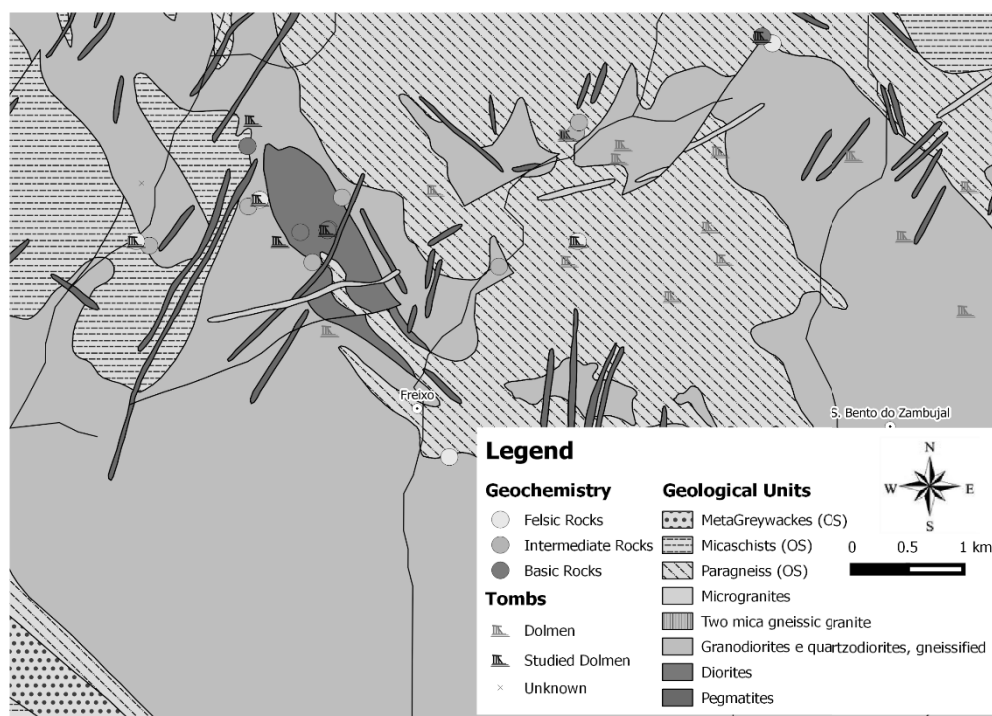 Freixo
S. Bento do Zambujal
Legend
Geochemistry
Felsic Rocks
Intermediate Rocks
Basic Rocks
Tombs
Dolmen
Studied Dolmen
Unknown
Geological Units
MetaGreywackes (CS)
Micaschists (OS)
Paragneiss (OS)
Microgranites
Two mica gneissic granite
Granodiorites e quartzodiorites, gneissified
Diorites
Pegmatites
N
W E
S
0 0.5 1 km